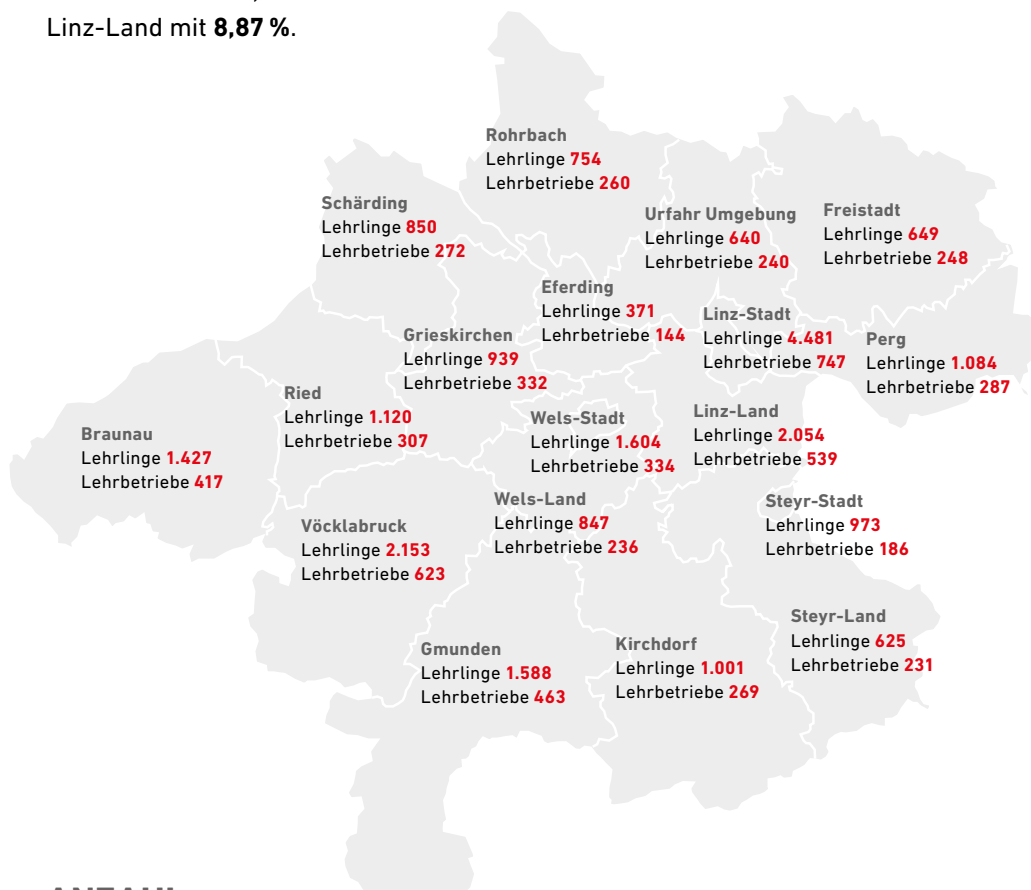 Linz-Land mit 8,87 %.
Rohrbach
Lehrlinge 754
Lehrbetriebe 260
Schärding
Lehrlinge 850
Lehrbetriebe 272
Urfahr Umgebung
Lehrlinge 640
Lehrbetriebe 240
Freistadt
Lehrlinge 649
Lehrbetriebe 248
Eferding
Lehrlinge 371
Lehrbetriebe 144
Linz-Stadt
Lehrlinge 4.481
Lehrbetriebe 747
Grieskirchen
Lehrlinge 939
Lehrbetriebe 332
Perg
Lehrlinge 1.084
Lehrbetriebe 287
Ried
Lehrlinge 1.120
Lehrbetriebe 307
Wels-Stadt
Lehrlinge 1.604
Lehrbetriebe 334
Linz-Land
Lehrlinge 2.054
Lehrbetriebe 539
Braunau
Lehrlinge 1.427
Lehrbetriebe 417
Wels-Land
Lehrlinge 847
Lehrbetriebe 236
Steyr-Stadt
Lehrlinge 973
Lehrbetriebe 186
Vöcklabruck
Lehrlinge 2.153
Lehrbetriebe 623
Steyr-Land
Lehrlinge 625
Lehrbetriebe 231
Gmunden
Lehrlinge 1.588
Lehrbetriebe 463
Kirchdorf
Lehrlinge 1.001
Lehrbetriebe 269